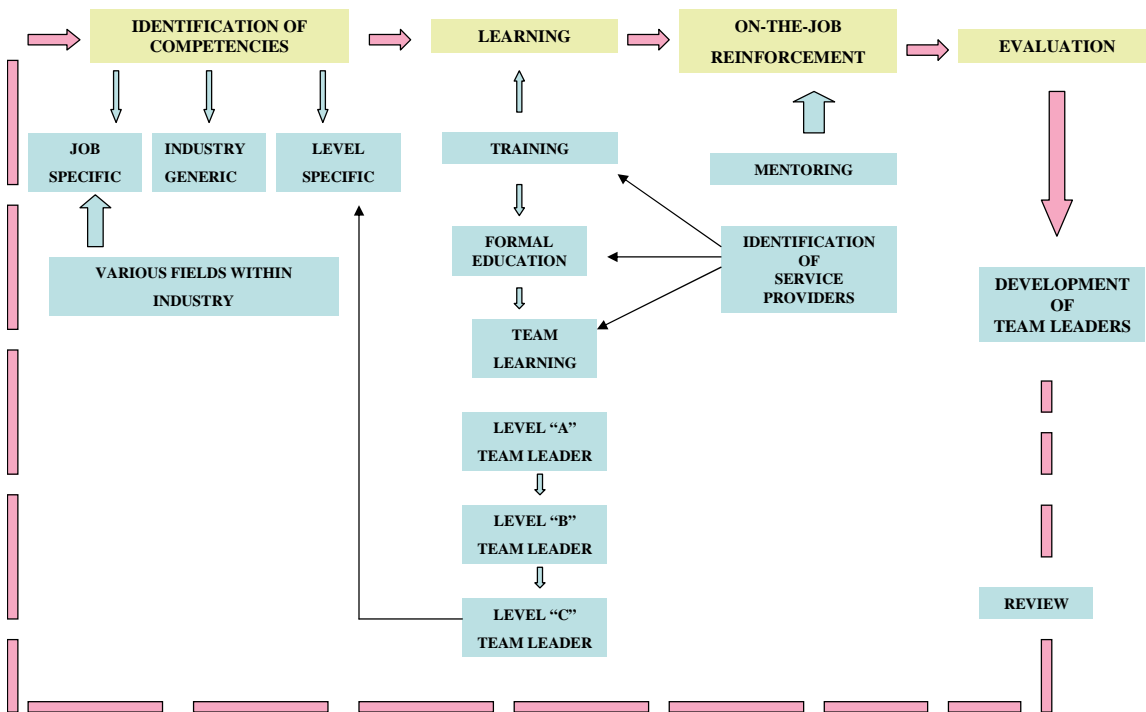 IDENTIFICATION OF
COMPETENCIES
LEARNING
ON-THE-JOB
REINFORCEMENT
EVALUATION
JOB
SPECIFIC
INDUSTRY
GENERIC
LEVEL
SPECIFIC
TRAINING
MENTORING
VARIOUS FIELDS WITHIN
INDUSTRY
FORMAL
EDUCATION
IDENTIFICATION
OF
SERVICE
PROVIDERS
DEVELOPMENT
OF
TEAM LEADERS
TEAM
LEARNING
LEVEL “A”
TEAM LEADER
LEVEL “B”
TEAM LEADER
LEVEL “C”
TEAM LEADER
REVIEW